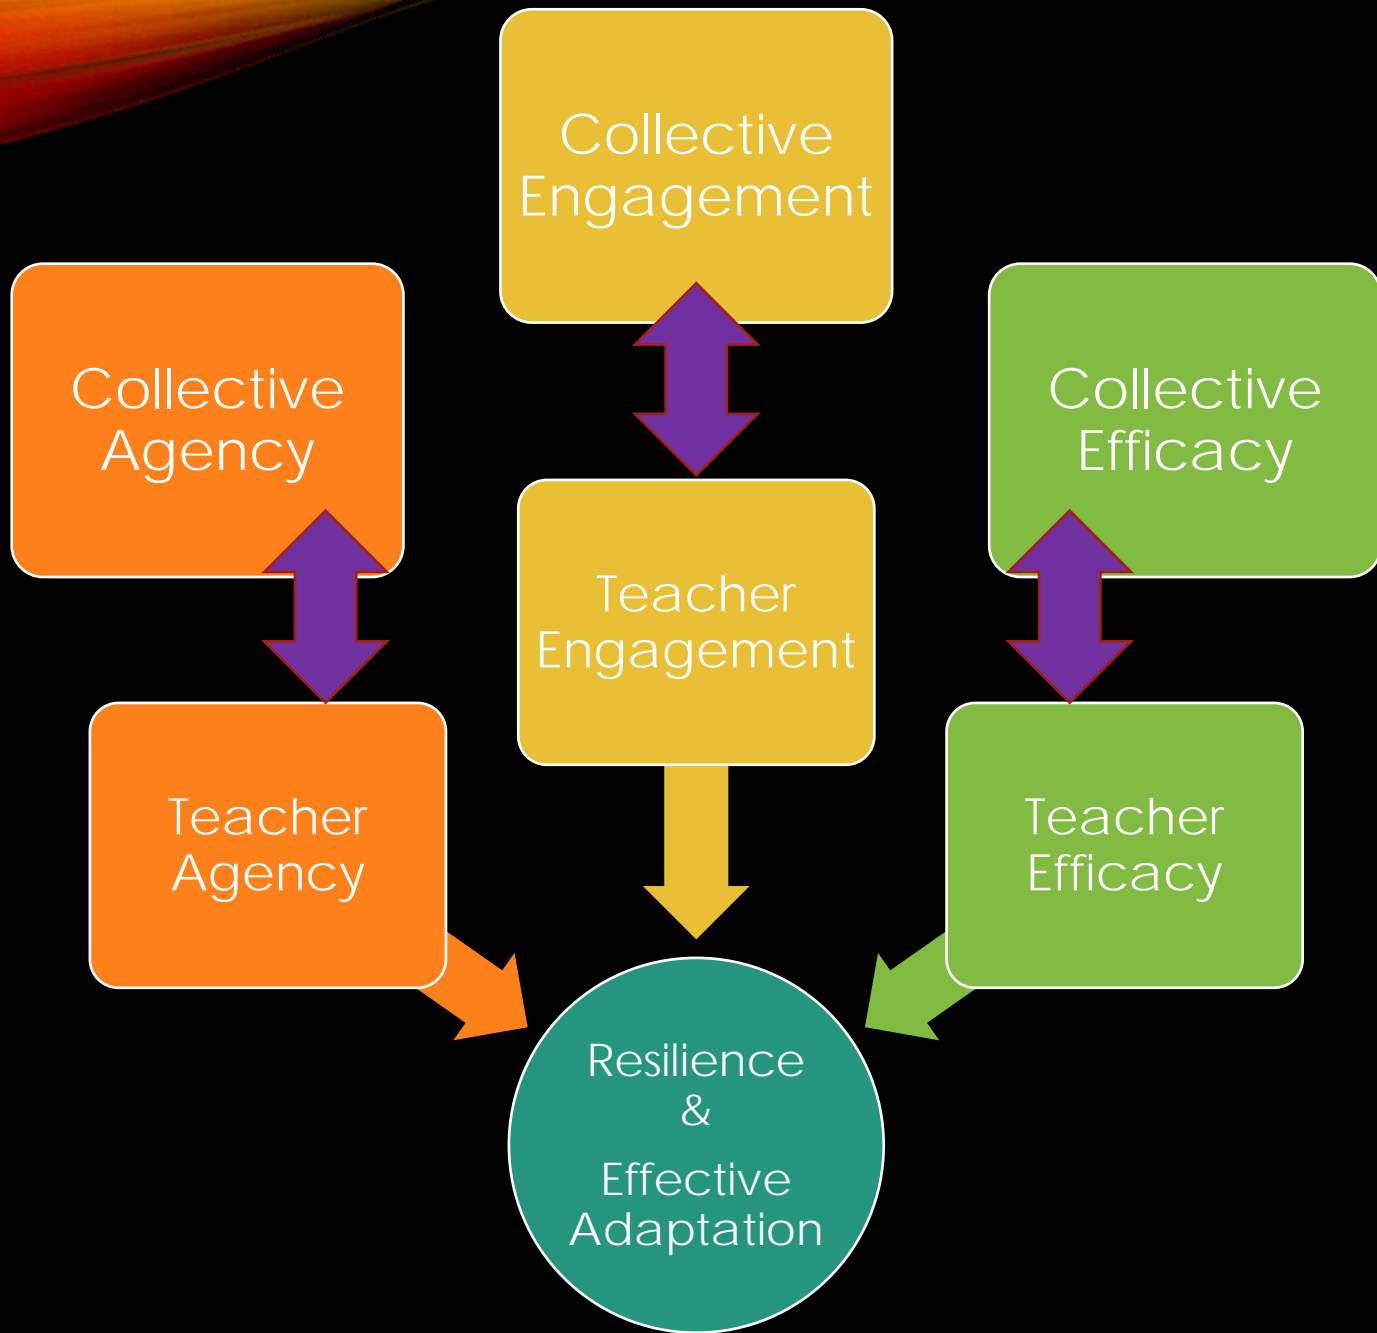 Collective
Engagement
Collective
Agency
Collective
Efficacy
Teacher
Engagement
Teacher
Agency
Teacher
Efficacy
Resilience
&
Effective
Adaptation